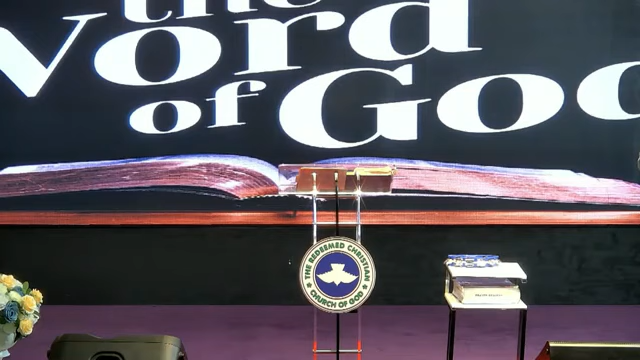 the
Word
of God
THE REDEEMED CHRISTIAN
CHURCH OF GOD